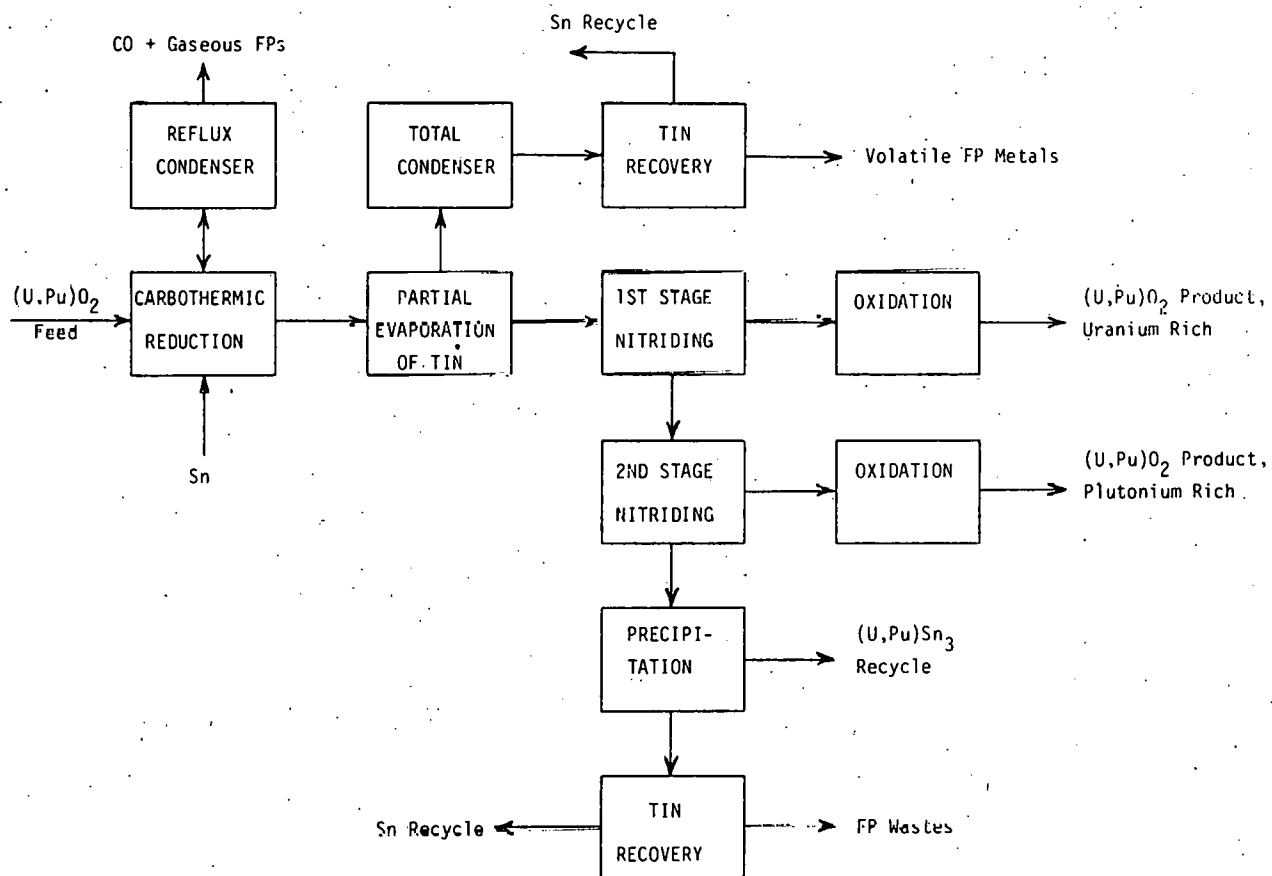 Sn Recycle
CO + Gaseous FPs
REFLUX
CONDENSER
TOTAL
CONDENSER
TIN
RECOVERY
Volatile FP Metals
(U.Pu)O2
Feed
CARBOTHERMIC
REDUCTION
PARTIAL
EVAPORATION
OF TIN
1ST STAGE
NITRIDING
OXIDATION
(U,Pu)O2 Product,
Uranium Rich
Sn
2ND STAGE
NITRIDING
OXIDATION
(U,Pu)O2 Product,
Plutonium Rich
PRECIPI-
TATION
(U,Pu)Sn3
Recycle
Sn Recycle
TIN
RECOVERY
FP Wastes